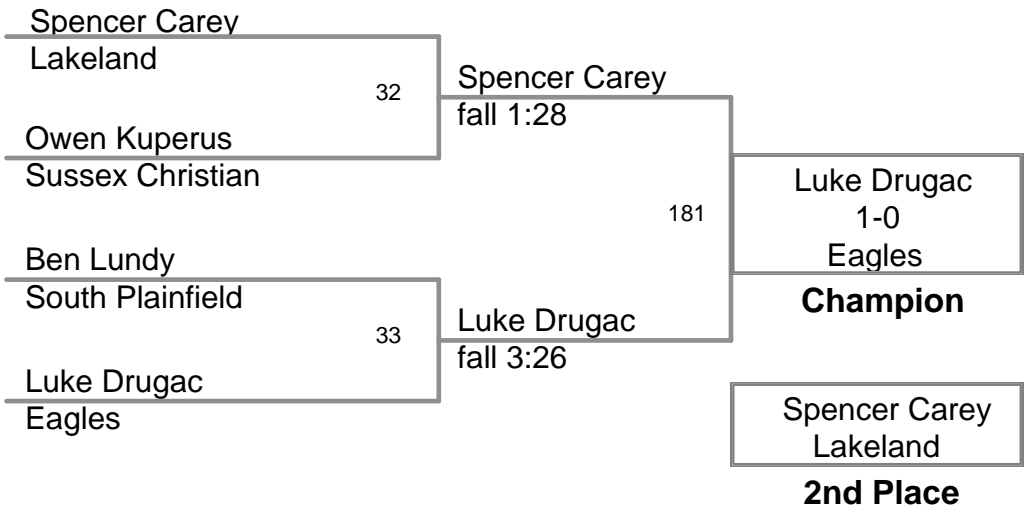 Spencer Carey
Lakeland
32
Owen Kuperus
Sussex Christian
Spencer Carey
fall 1:28
Ben Lundy
South Plainfield
33
Luke Drugac
Eagles
Luke Drugac
fall 3:26
181
Luke Drugac
1-0
Eagles
Champion
Spencer Carey
Lakeland
2nd Place